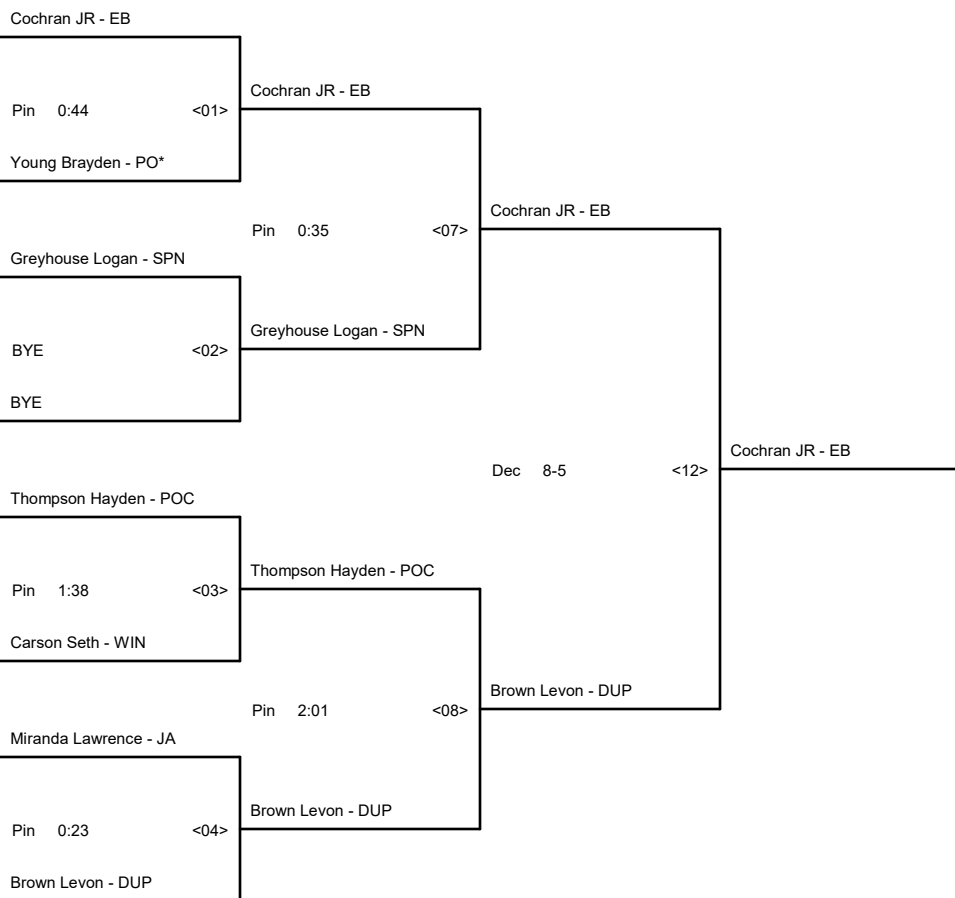 Cochran JR - EB
Pin 0:44 <01>
Young Brayden - PO*
Greyhouse Logan - SPN
BYE <02>
BYE
Thompson Hayden - POC
Pin 1:38 <03>
Carson Seth - WIN
Miranda Lawrence - JA
Pin 0:23 <04>
Brown Levon - DUP
Cochran JR - EB
Pin 0:35 <07>
Greyhouse Logan - SPN
Thompson Hayden - POC
Pin 2:01 <08>
Brown Levon - DUP
Cochran JR - EB
Dec 8-5 <12>
Brown Levon - DUP
Cochran JR - EB